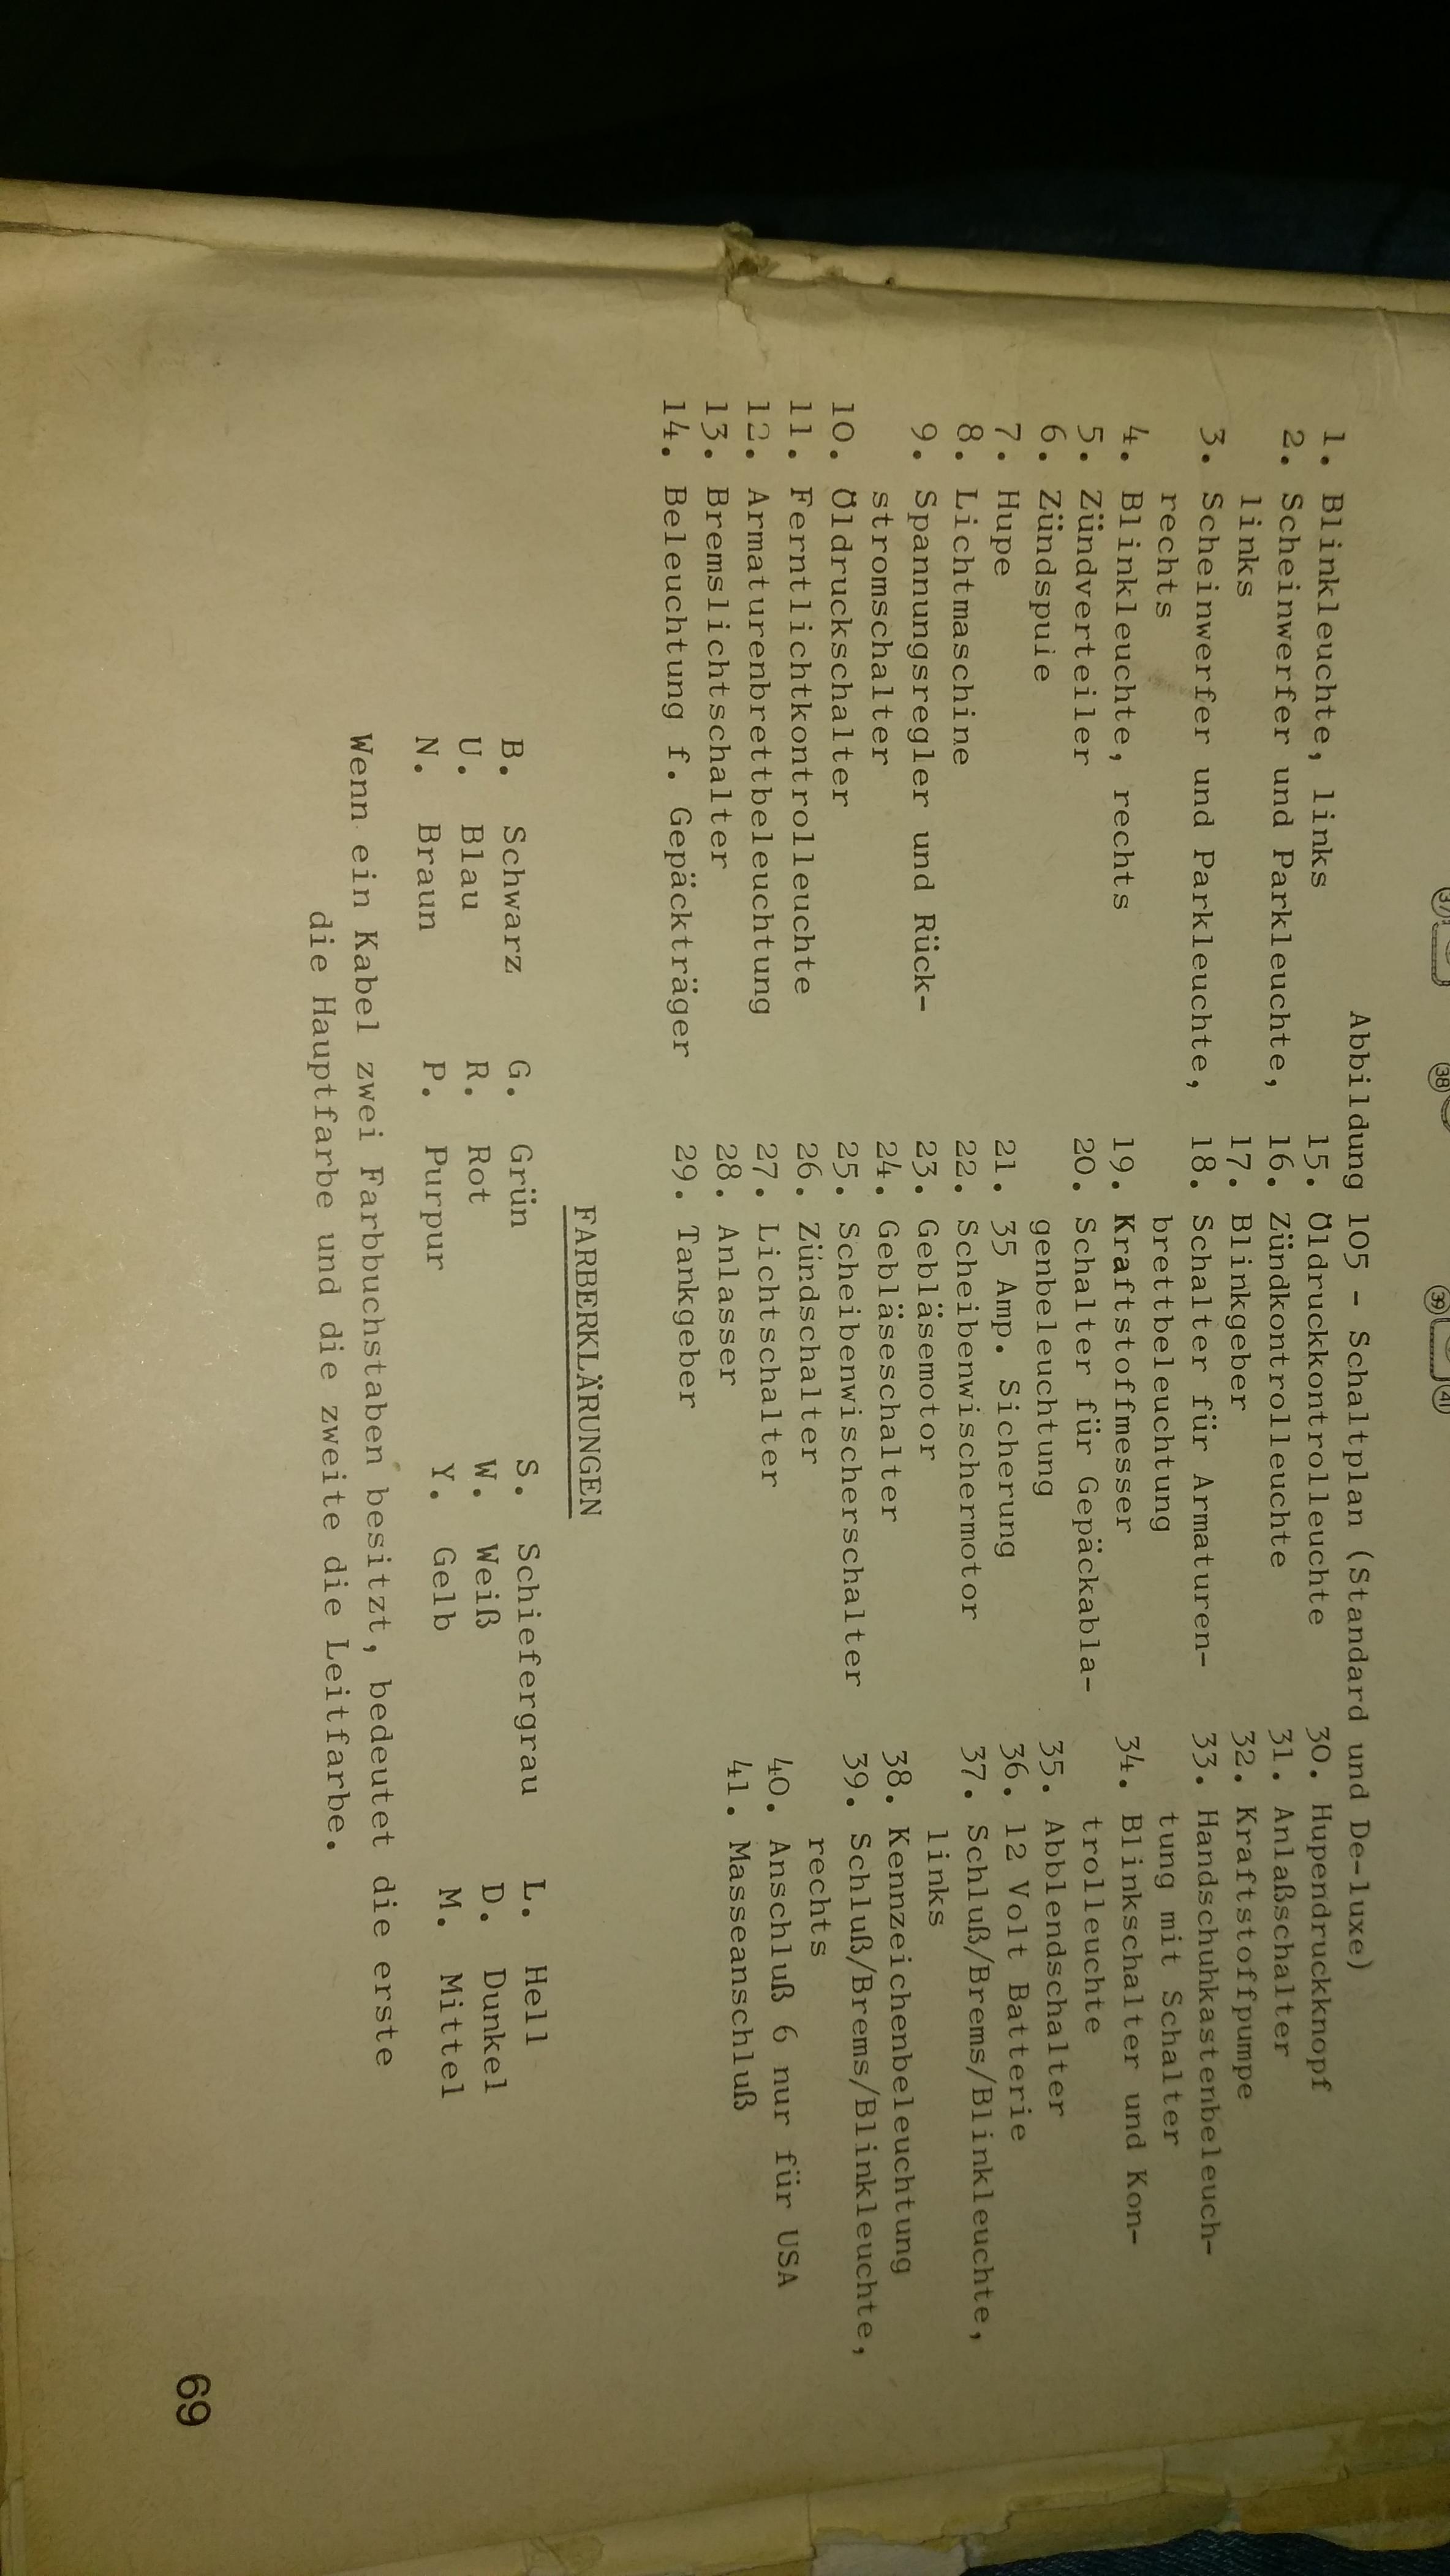 37 38 39 41
Abbildung 105 - Schaltplan (Standard und De-luxe)
1. Blinkleuchte, links
2. Scheinwerfer und Parkleuchte,
links
3. Scheinwerfer und Parkleuchte,
rechts
4. Blinkleuchte, rechts
5. Zündverteiler
6. Zündspuie
7. Hupe
8. Lichtmaschine
9. Spannungsregler und Rück-
stromschalter
10. Öldruckschalter
11. Ferntlichtkontrolleuchte
12. Armaturenbrettbeleuchtung
13. Bremslichtschalter
14. Beleuchtung f. Gepäckträger
15. Öldruckkontrolleuchte
16. Zündkontrolleuchte
17. Blinkgeber
18. Schalter für Armaturen-
brettbeleuchtung
19. Kraftstoffmesser
20. Schalter für Gepäckabla-
genbeleuchtung
21. 35 Amp. Sicherung
22. Scheibenwischermotor
23. Gebläsemotor
24. Gebläseschalter
25. Scheibenwischerschalter
26. Zündschalter
27. Lichtschalter
28. Anlasser
29. Tankgeber
30. Hupendruckknopf
31. Anlaßschalter
32. Kraftstoffpumpe
33. Handschuhkastenbeleuch-
tung mit Schalter
34. Blinkschalter und Kon-
trolleuchte
35. Abblendschalter
36. 12 Volt Batterie
37. Schluß/Brems/Blinkleuchte,
links
38. Kennzeichenbeleuchtung
39. Schluß/Brems/Blinkleuchte,
rechts
40. Anschluß 6 nur für USA
41. Masseanschluß
FARBERKLÄRUNGEN
B. Schwarz G. Grün S. Schiefergrau L. Hell
U. Blau R. Rot W. Weiß D. Dunkel
N. Braun P. Purpur Y. Gelb M. Mittel
Wenn ein Kabel zwei Farbbuchstaben besitzt, bedeutet die erste
die Hauptfarbe und die zweite die Leitfarbe.
69